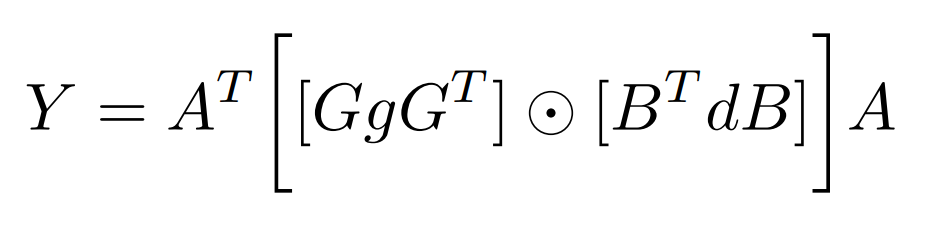 Y = A^T [ [GgG^T] ⊙ [B^T dB] ] A